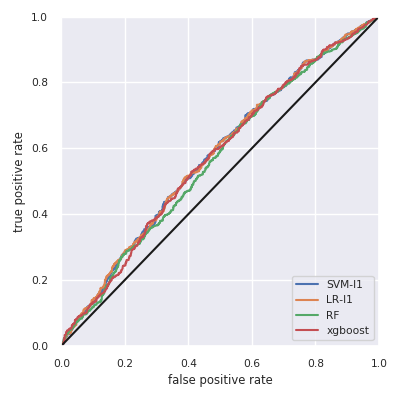 1.0
0.8
0.6
0.4
0.2
0.0
true positive rate
0.0 0.2 0.4 0.6 0.8 1.0
false positive rate
SVM-l1
LR-l1
RF
xgboost